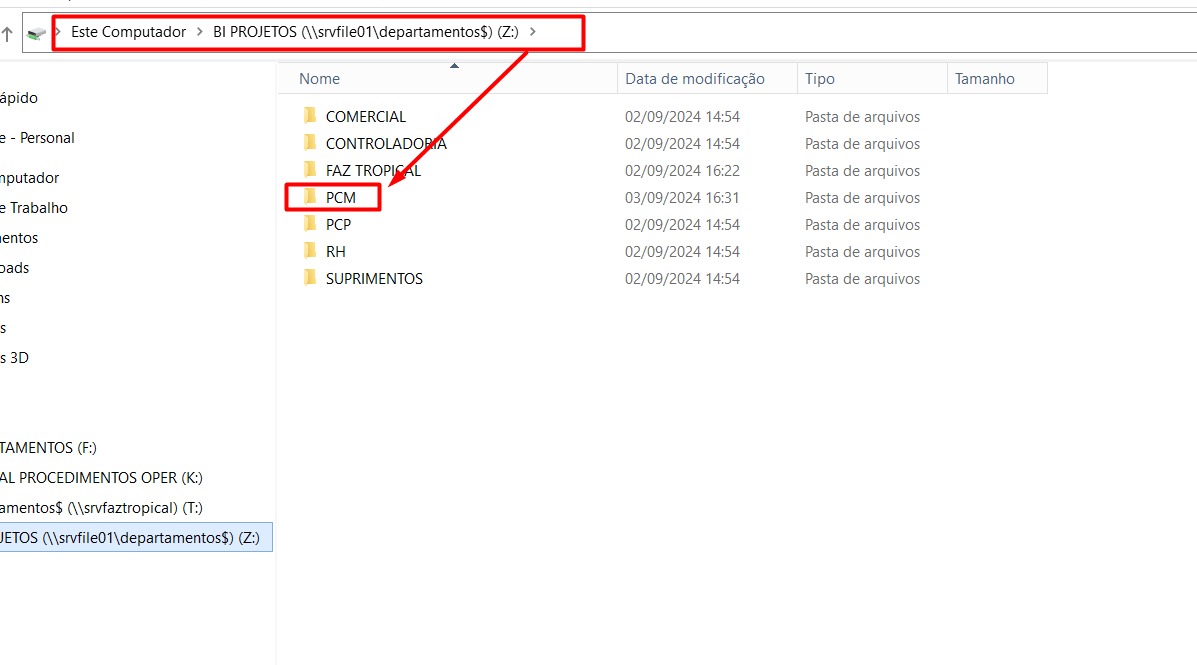 Este Computador > BI PROJETOS (\\srvfile01\departamentos$) (Z:) >
Nome Data de modificação Tipo Tamanho
ápido
e - Personal
mputador
e Trabalho
entos
oads
ns
s
s 3D
TAMENTOS (F:)
AL PROCEDIMENTOS OPER (K:)
amentos$ (\\srvfaztropical) (T:)
JETOS (\\srvfile01\departamentos$) (Z:)
COMERCIAL 02/09/2024 14:54 Pasta de arquivos
CONTROLADORIA 02/09/2024 14:54 Pasta de arquivos
FAZ TROPICAL 02/09/2024 16:22 Pasta de arquivos
PCM 03/09/2024 16:31 Pasta de arquivos
PCP 02/09/2024 14:54 Pasta de arquivos
RH 02/09/2024 14:54 Pasta de arquivos
SUPRIMENTOS 02/09/2024 14:54 Pasta de arquivos